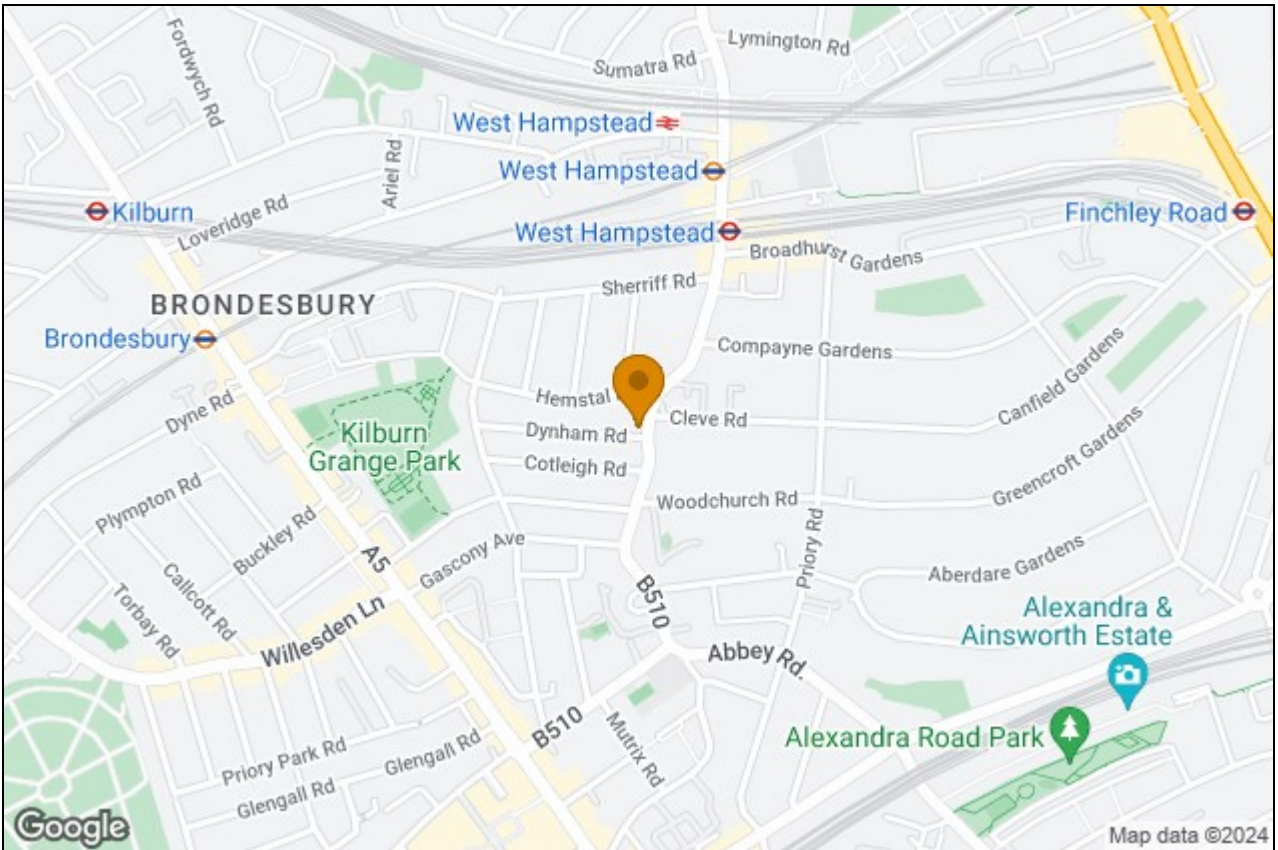 Fordwych Rd
Lymington Rd
Sumatra Rd
West Hampstead
Ariel Rd
West Hampstead
Kilburn
Loveridge Rd
West Hampstead
Finchley Road
Broadhurst Gardens
Sherriff Rd
BRONDESBURY
Brondesbury
Compayne Gardens
Canfield Gardens
Hemstal
Dyne Rd
Cleve Rd
Kilburn
Grange Park
Dynham Rd
Cotleigh Rd
Greencroft Gardens
Plympton Rd
Woodchurch Rd
Buckley Rd
Priory Rd
A5
Gascony Ave
Aberdare Gardens
Callcott Rd
Torbay Rd
Willesden Ln
B510
Alexandra &
Ainsworth Estate
Abbey Rd.
B510
Mutrix Rd
Alexandra Road Park
Priory Park Rd
Glengall Rd
Glengall Rd
Google
Map data ©2024